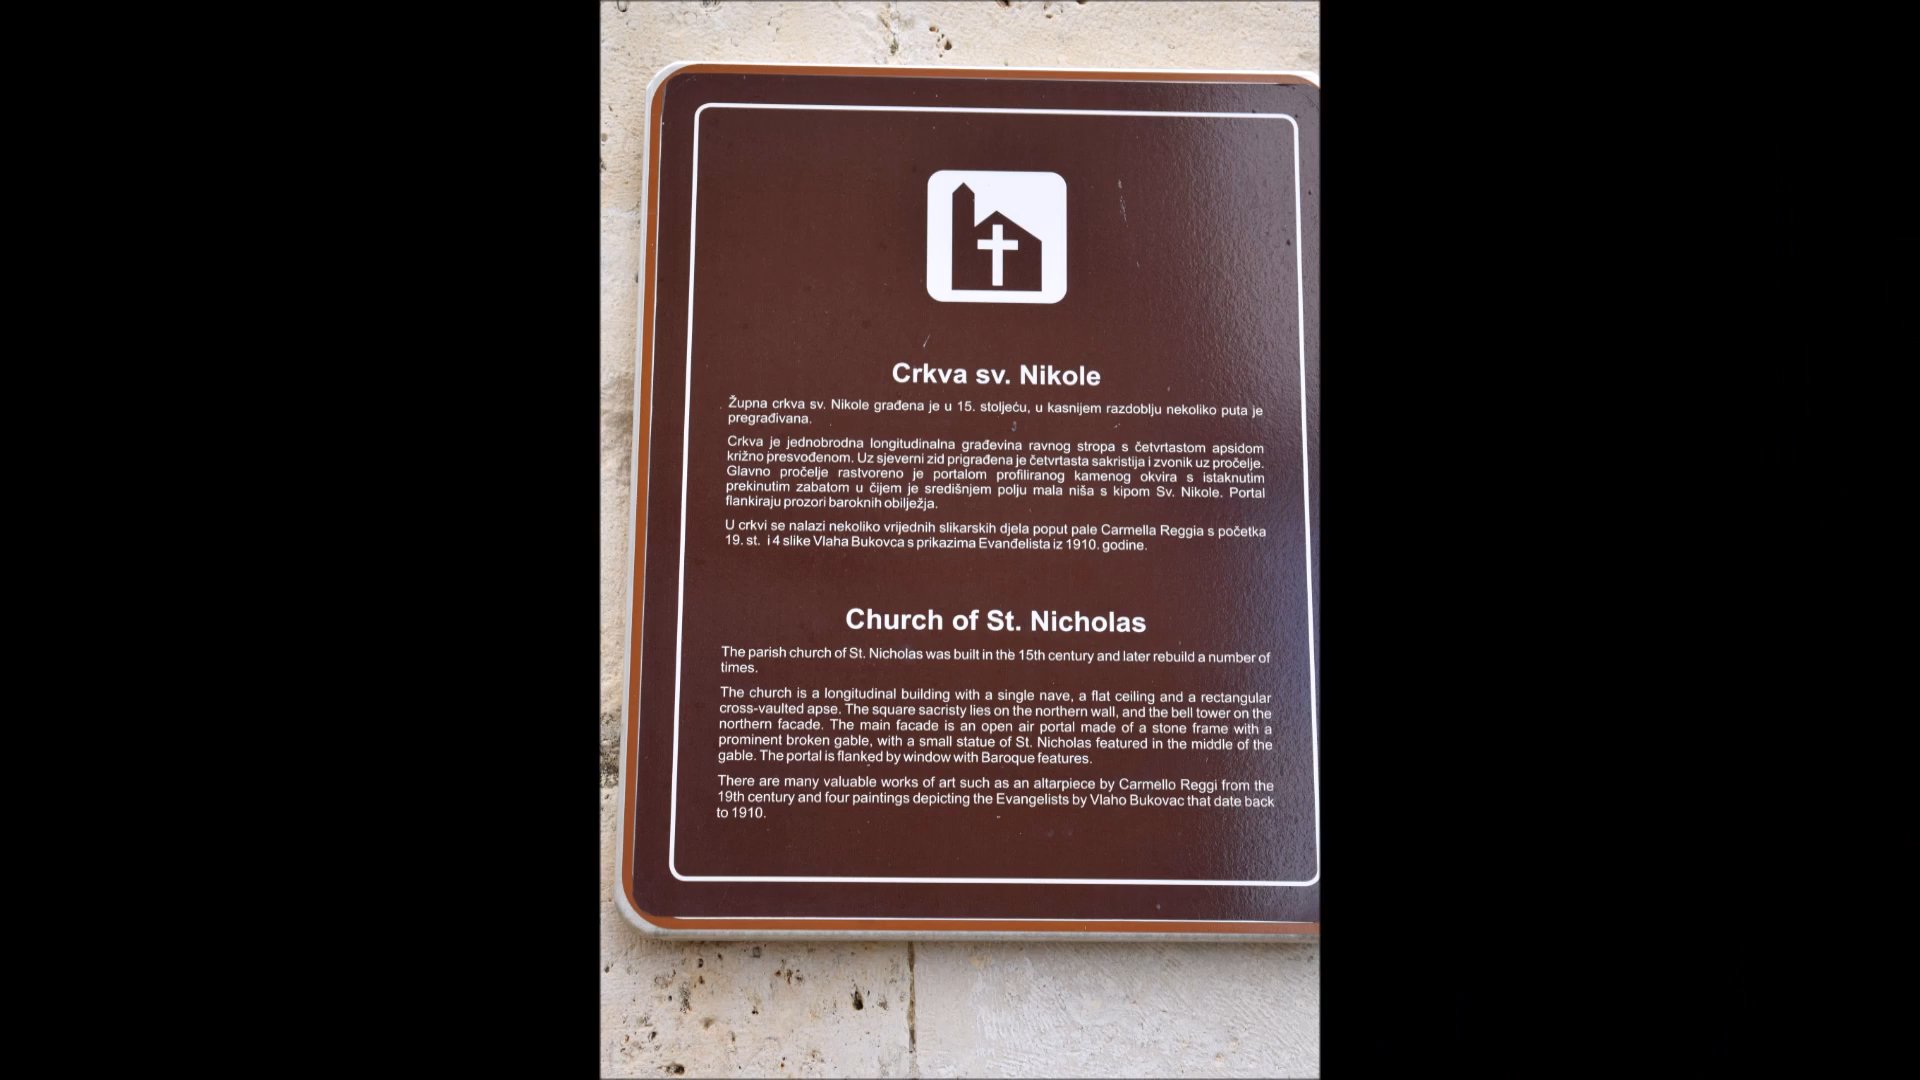 Crkva sv. Nikole
Župna crkva sv. Nikole građena je u 15. stoljeću, u kasnijem razdoblju nekoliko puta je
pregrađivana.
Crkva je jednobrodna longitudinalna građevina ravnog stropa s četvrtastom apsidom
križno presvođenom. Uz sjeverni zid prigrađena je četvrtasta sakristija i zvonik uz pročelje.
Glavno pročelje rastvoreno je portalom profiliranog kamenog okvira s istaknutim
prekinutim zabatom u čijem je središnjem polju mala niša s kipom Sv. Nikole. Portal
flankiraju prozori baroknih obilježja.
U crkvi se nalazi nekoliko vrijednih slikarskih djela poput pale Carmella Reggia s početka
19. st. i 4 slike Vlaha Bukovca s prikazima Evanđelista iz 1910. godine.
Church of St. Nicholas
The parish church of St. Nicholas was built in the 15th century and later rebuild a number of
times.
The church is a longitudinal building with a single nave, a flat ceiling and a rectangular
cross-vaulted apse. The square sacristy lies on the northern wall, and the bell tower on the
northern facade. The main facade is an open air portal made of a stone frame with a
prominent broken gable, with a small statue of St. Nicholas featured in the middle of the
gable. The portal is flanked by window with Baroque features.
There are many valuable works of art such as an altarpiece by Carmello Reggi from the
19th century and four paintings depicting the Evangelists by Vlaho Bukovac that date back
to 1910.